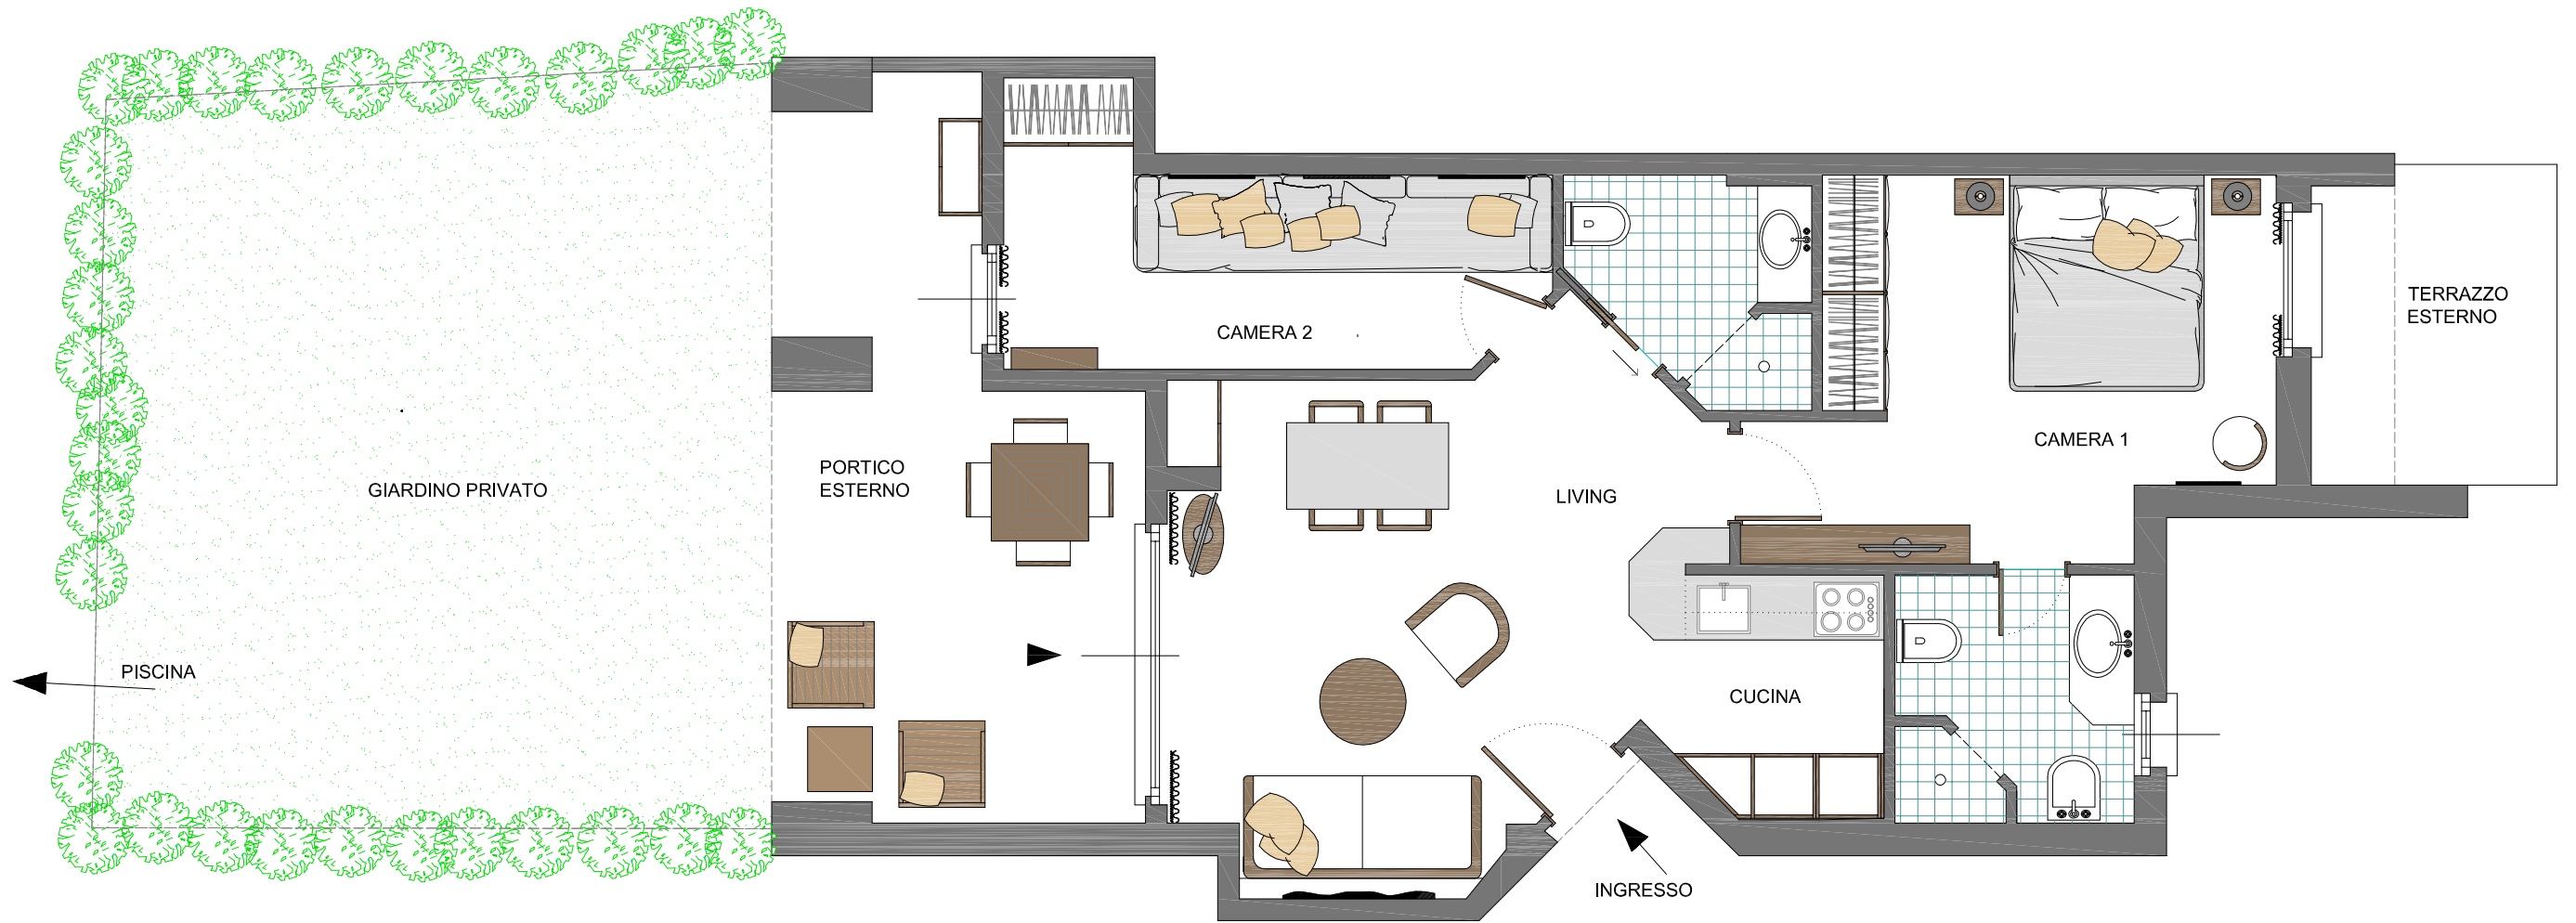 TERRAZZO
ESTERNO
CAMERA 2
CAMERA 1
PORTICO
ESTERNO
GIARDINO PRIVATO
LIVING
PISCINA
CUCINA
INGRESSO